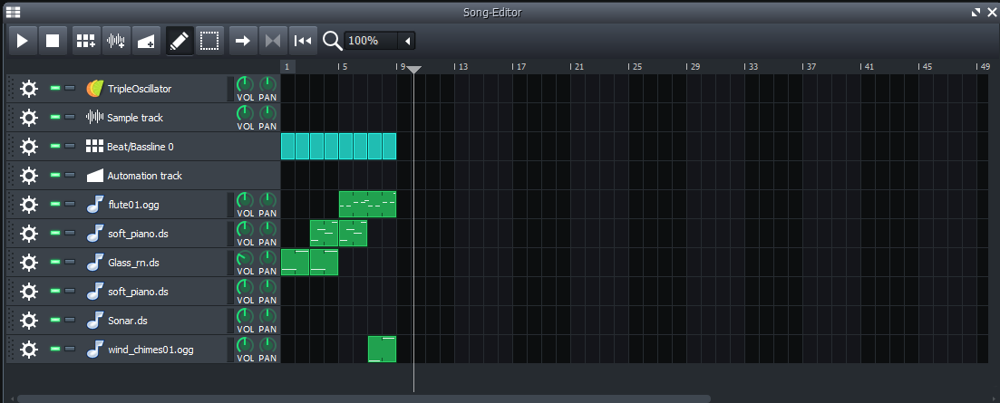 Song-Editor
100%
1 5 9 13 17 21 25 29 33 37 41 45 49
TripleOscillator VOL PAN
Sample track VOL PAN
Beat/Bassline 0
Automation track
flute01.ogg VOL PAN
soft_piano.ds VOL PAN
Glass_rn.ds VOL PAN
soft_piano.ds VOL PAN
Sonar.ds VOL PAN
wind_chimes01.ogg VOL PAN